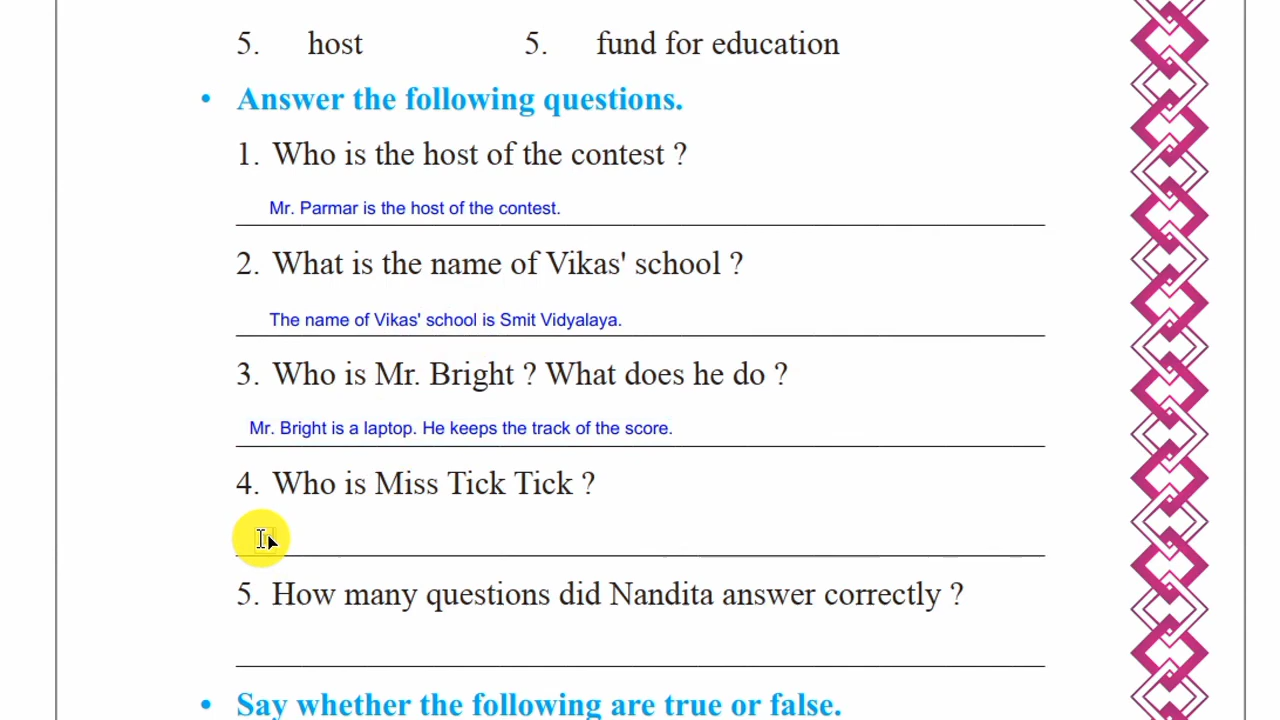 5. host 5. fund for education
• Answer the following questions.
1. Who is the host of the contest ?
Mr. Parmar is the host of the contest.
2. What is the name of Vikas' school ?
The name of Vikas' school is Smit Vidyalaya.
3. Who is Mr. Bright ? What does he do ?
Mr. Bright is a laptop. He keeps the track of the score.
4. Who is Miss Tick Tick ?
5. How many questions did Nandita answer correctly ?
• Say whether the following are true or false.